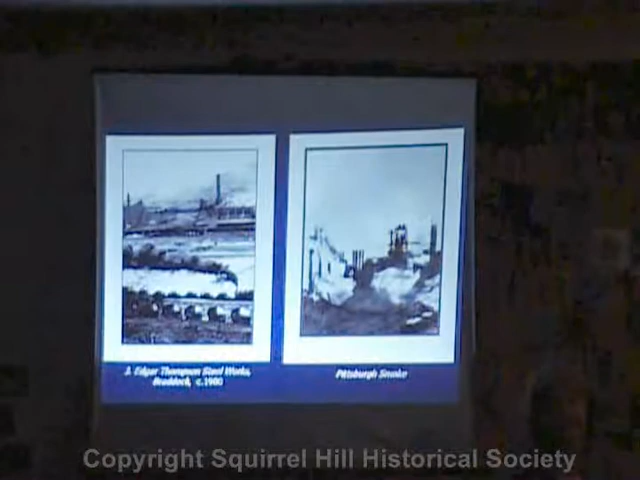 J. Edgar Thompson Steel Works,
Braddock, c.1900
Pittsburgh Smoke
Copyright Squirrel Hill Historical Society